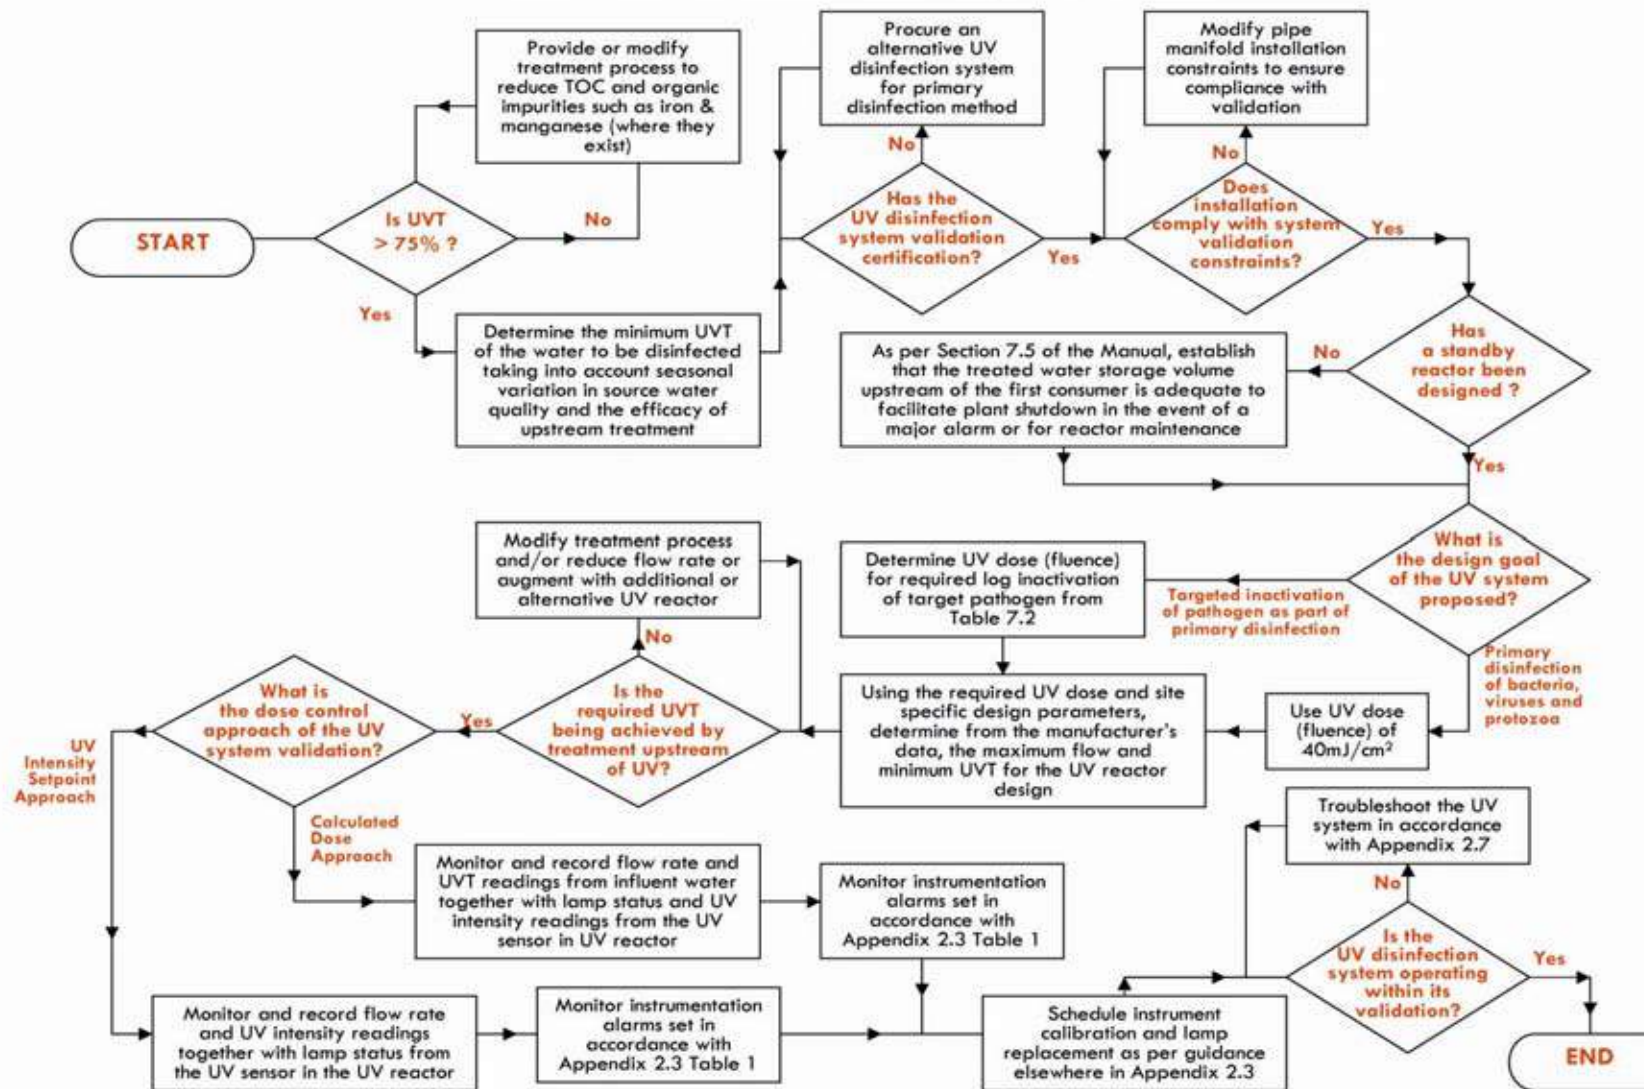 START
Is UVT
> 75% ?
No
Yes
Provide or modify
treatment process to
reduce TOC and organic
impurities such as iron &
manganese (where they
exist)
Determine the minimum UVT
of the water to be disinfected
taking into account seasonal
variation in source water
quality and the efficacy of
upstream treatment
Procure an
alternative UV
disinfection system
for primary
disinfection method
No
Has the
UV disinfection
system validation
certification?
Yes
Modify pipe
manifold installation
constraints to ensure
compliance with
validation
No
Does
installation
comply with system
validation
constraints?
Yes
Has
a standby
reactor been
designed ?
No
Yes
As per Section 7.5 of the Manual, establish
that the treated water storage volume
upstream of the first consumer is adequate to
facilitate plant shutdown in the event of a
major alarm or for reactor maintenance
What is
the design goal
of the UV system
proposed?
Targeted inactivation
of pathogen as part of
primary disinfection
Primary
disinfection
of bacteria,
viruses and
protozoa
Determine UV dose (fluence)
for required log inactivation
of target pathogen from
Table 7.2
Use UV dose
(fluence) of
40mJ/cm²
Using the required UV dose and site
specific design parameters,
determine from the manufacturer's
data, the maximum flow and
minimum UVT for the UV reactor
design
Modify treatment process
and/or reduce flow rate or
augment with additional or
alternative UV reactor
No
Is the
required UVT
being achieved by
treatment upstream
of UV?
Yes
What is
the dose control
approach of the UV
system validation?
UV
Intensity
Setpoint
Approach
Calculated
Dose
Approach
Monitor and record flow rate and
UVT readings from influent water
together with lamp status and UV
intensity readings from the UV
sensor in UV reactor
Monitor instrumentation
alarms set in
accordance with
Appendix 2.3 Table 1
Monitor and record flow rate
and UV intensity readings
together with lamp status from
the UV sensor in the UV reactor
Monitor instrumentation
alarms set in
accordance with
Appendix 2.3 Table 1
Schedule instrument
calibration and lamp
replacement as per guidance
elsewhere in Appendix 2.3
Troubleshoot the UV
system in accordance
with Appendix 2.7
No
Is the
UV disinfection
system operating
within its
validation?
Yes
END